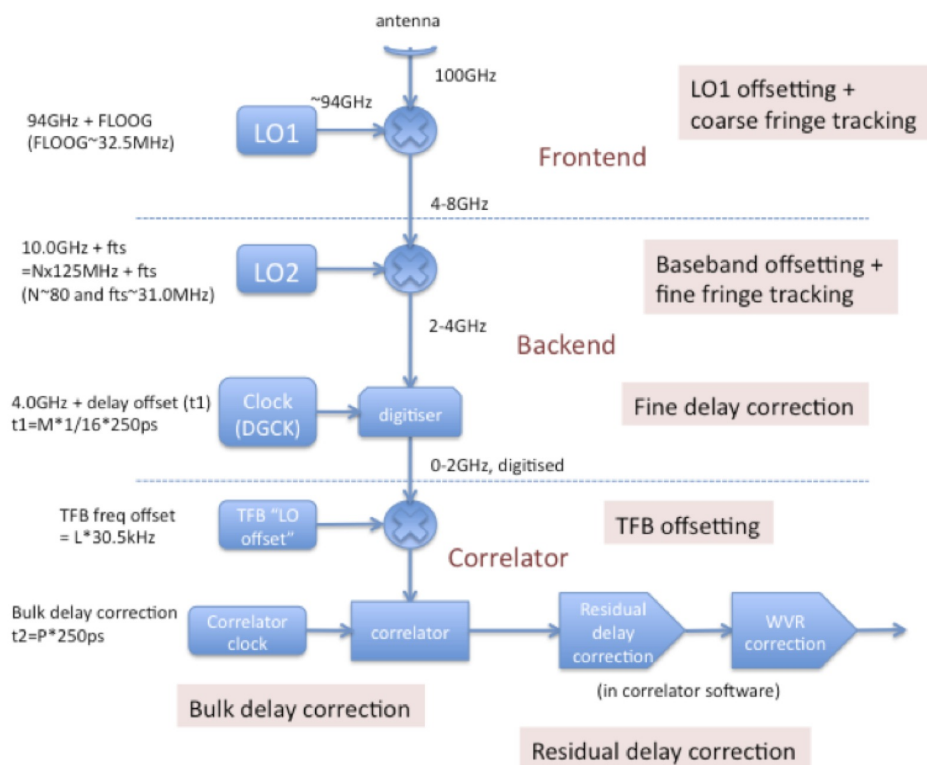 antenna
100GHz
~94GHz
94GHz + FLOOG
(FLOOG~32.5MHz)
LO1
LO1 offsetting +
coarse fringe tracking
Frontend
4-8GHz
10.0GHz + fts
=Nx125MHz + fts
(N~80 and fts~31.0MHz)
LO2
Baseband offsetting +
fine fringe tracking
2-4GHz
Backend
4.0GHz + delay offset (t1)
t1=M*1/16*250ps
Clock
(DGCK)
digitiser
Fine delay correction
0-2GHz, digitised
TFB freq offset
= L*30.5kHz
TFB "LO
offset"
TFB offsetting
Correlator
Bulk delay correction
t2=P*250ps
Correlator
clock
correlator
Residual
delay
correction
WVR
correction
(in correlator software)
Bulk delay correction
Residual delay correction